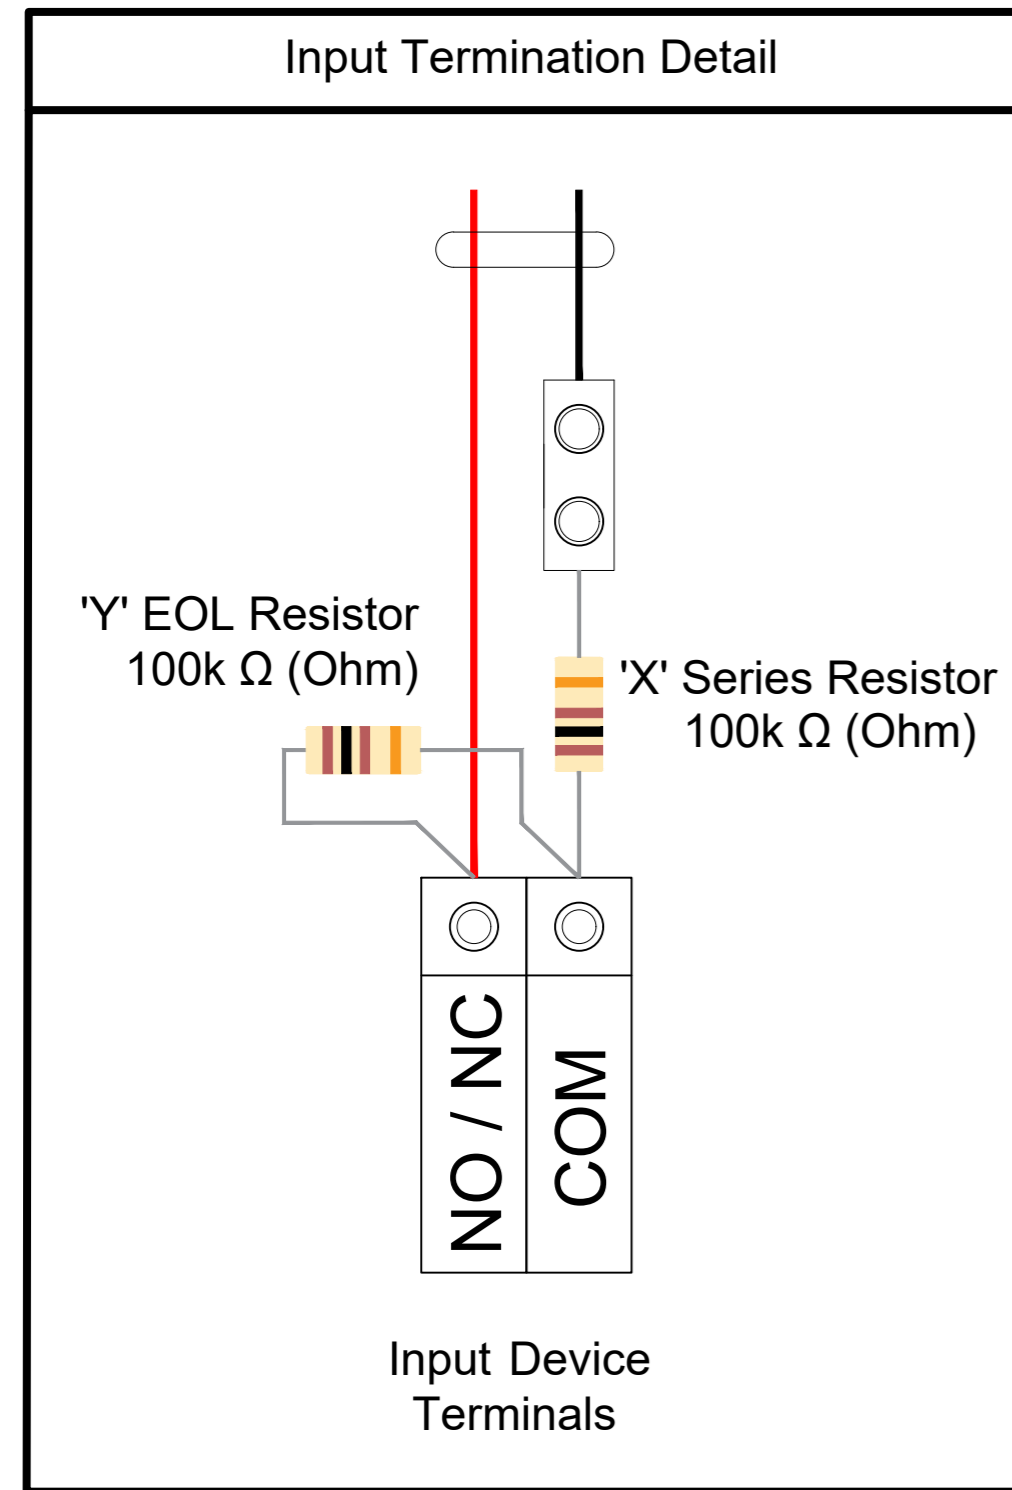 Input Termination Detail
'Y' EOL Resistor
100k Ω (Ohm)
'X' Series Resistor
100k Ω (Ohm)
NO / NC
COM
Input Device
Terminals